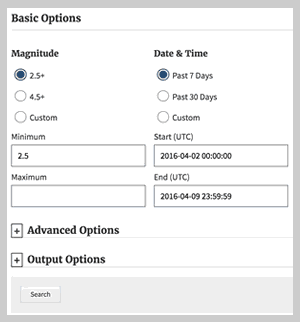 Basic Options
Magnitude
2.5+
4.5+
Custom
Minimum
2.5
Maximum
Date & Time
Past 7 Days
Past 30 Days
Custom
Start (UTC)
2016-04-02 00:00:00
End (UTC)
2016-04-09 23:59:59
+ Advanced Options
+ Output Options
Search